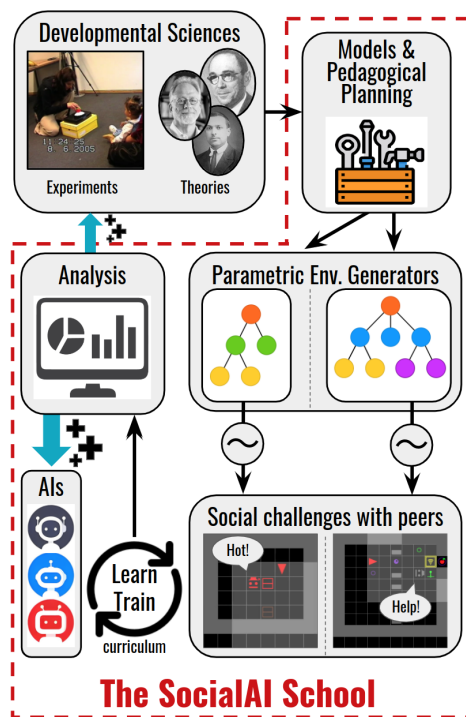 Developmental Sciences
11 24 25
8 6 2005
Experiments
Theories
Models &
Pedagogical
Planning
Analysis
Parametric Env. Generators
AIs
Learn
Train
curriculum
Social challenges with peers
Hot!
Help!
The SocialAI School